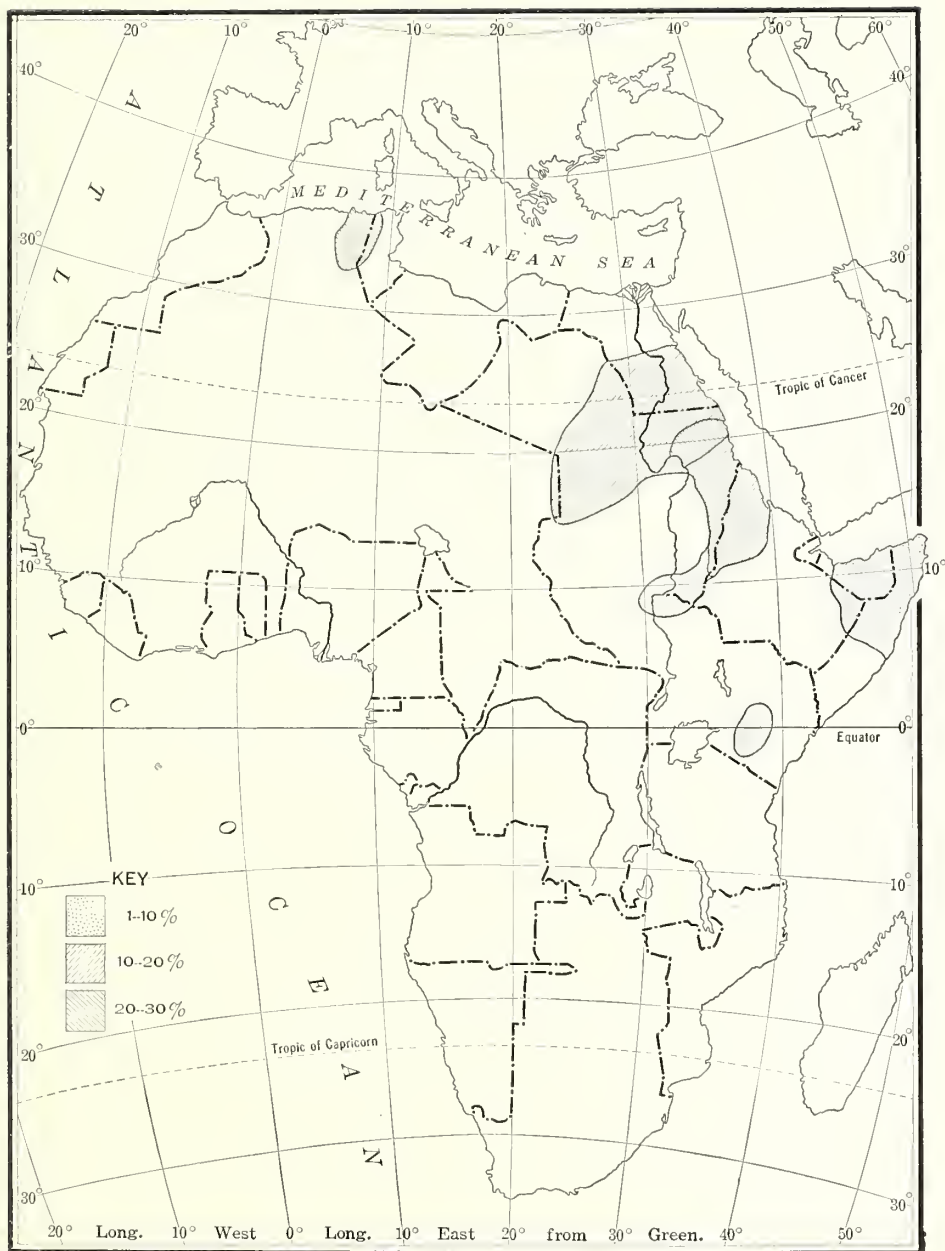 20° 10° 0° 10° 20° 30° 40° 50° 60°
40° 40°
ATLANTIC OCEAN
MEDITERRANEAN SEA
30° 30°
Tropic of Cancer
20° 20°
10° 10°
0° 0°
Equator
KEY
1--10%
10--20%
20--30%
10° 10°
Tropic of Capricorn
20° 20°
30° 30°
20° Long. 10° West 0° Long. 10° East 20° from 30° Green. 50°